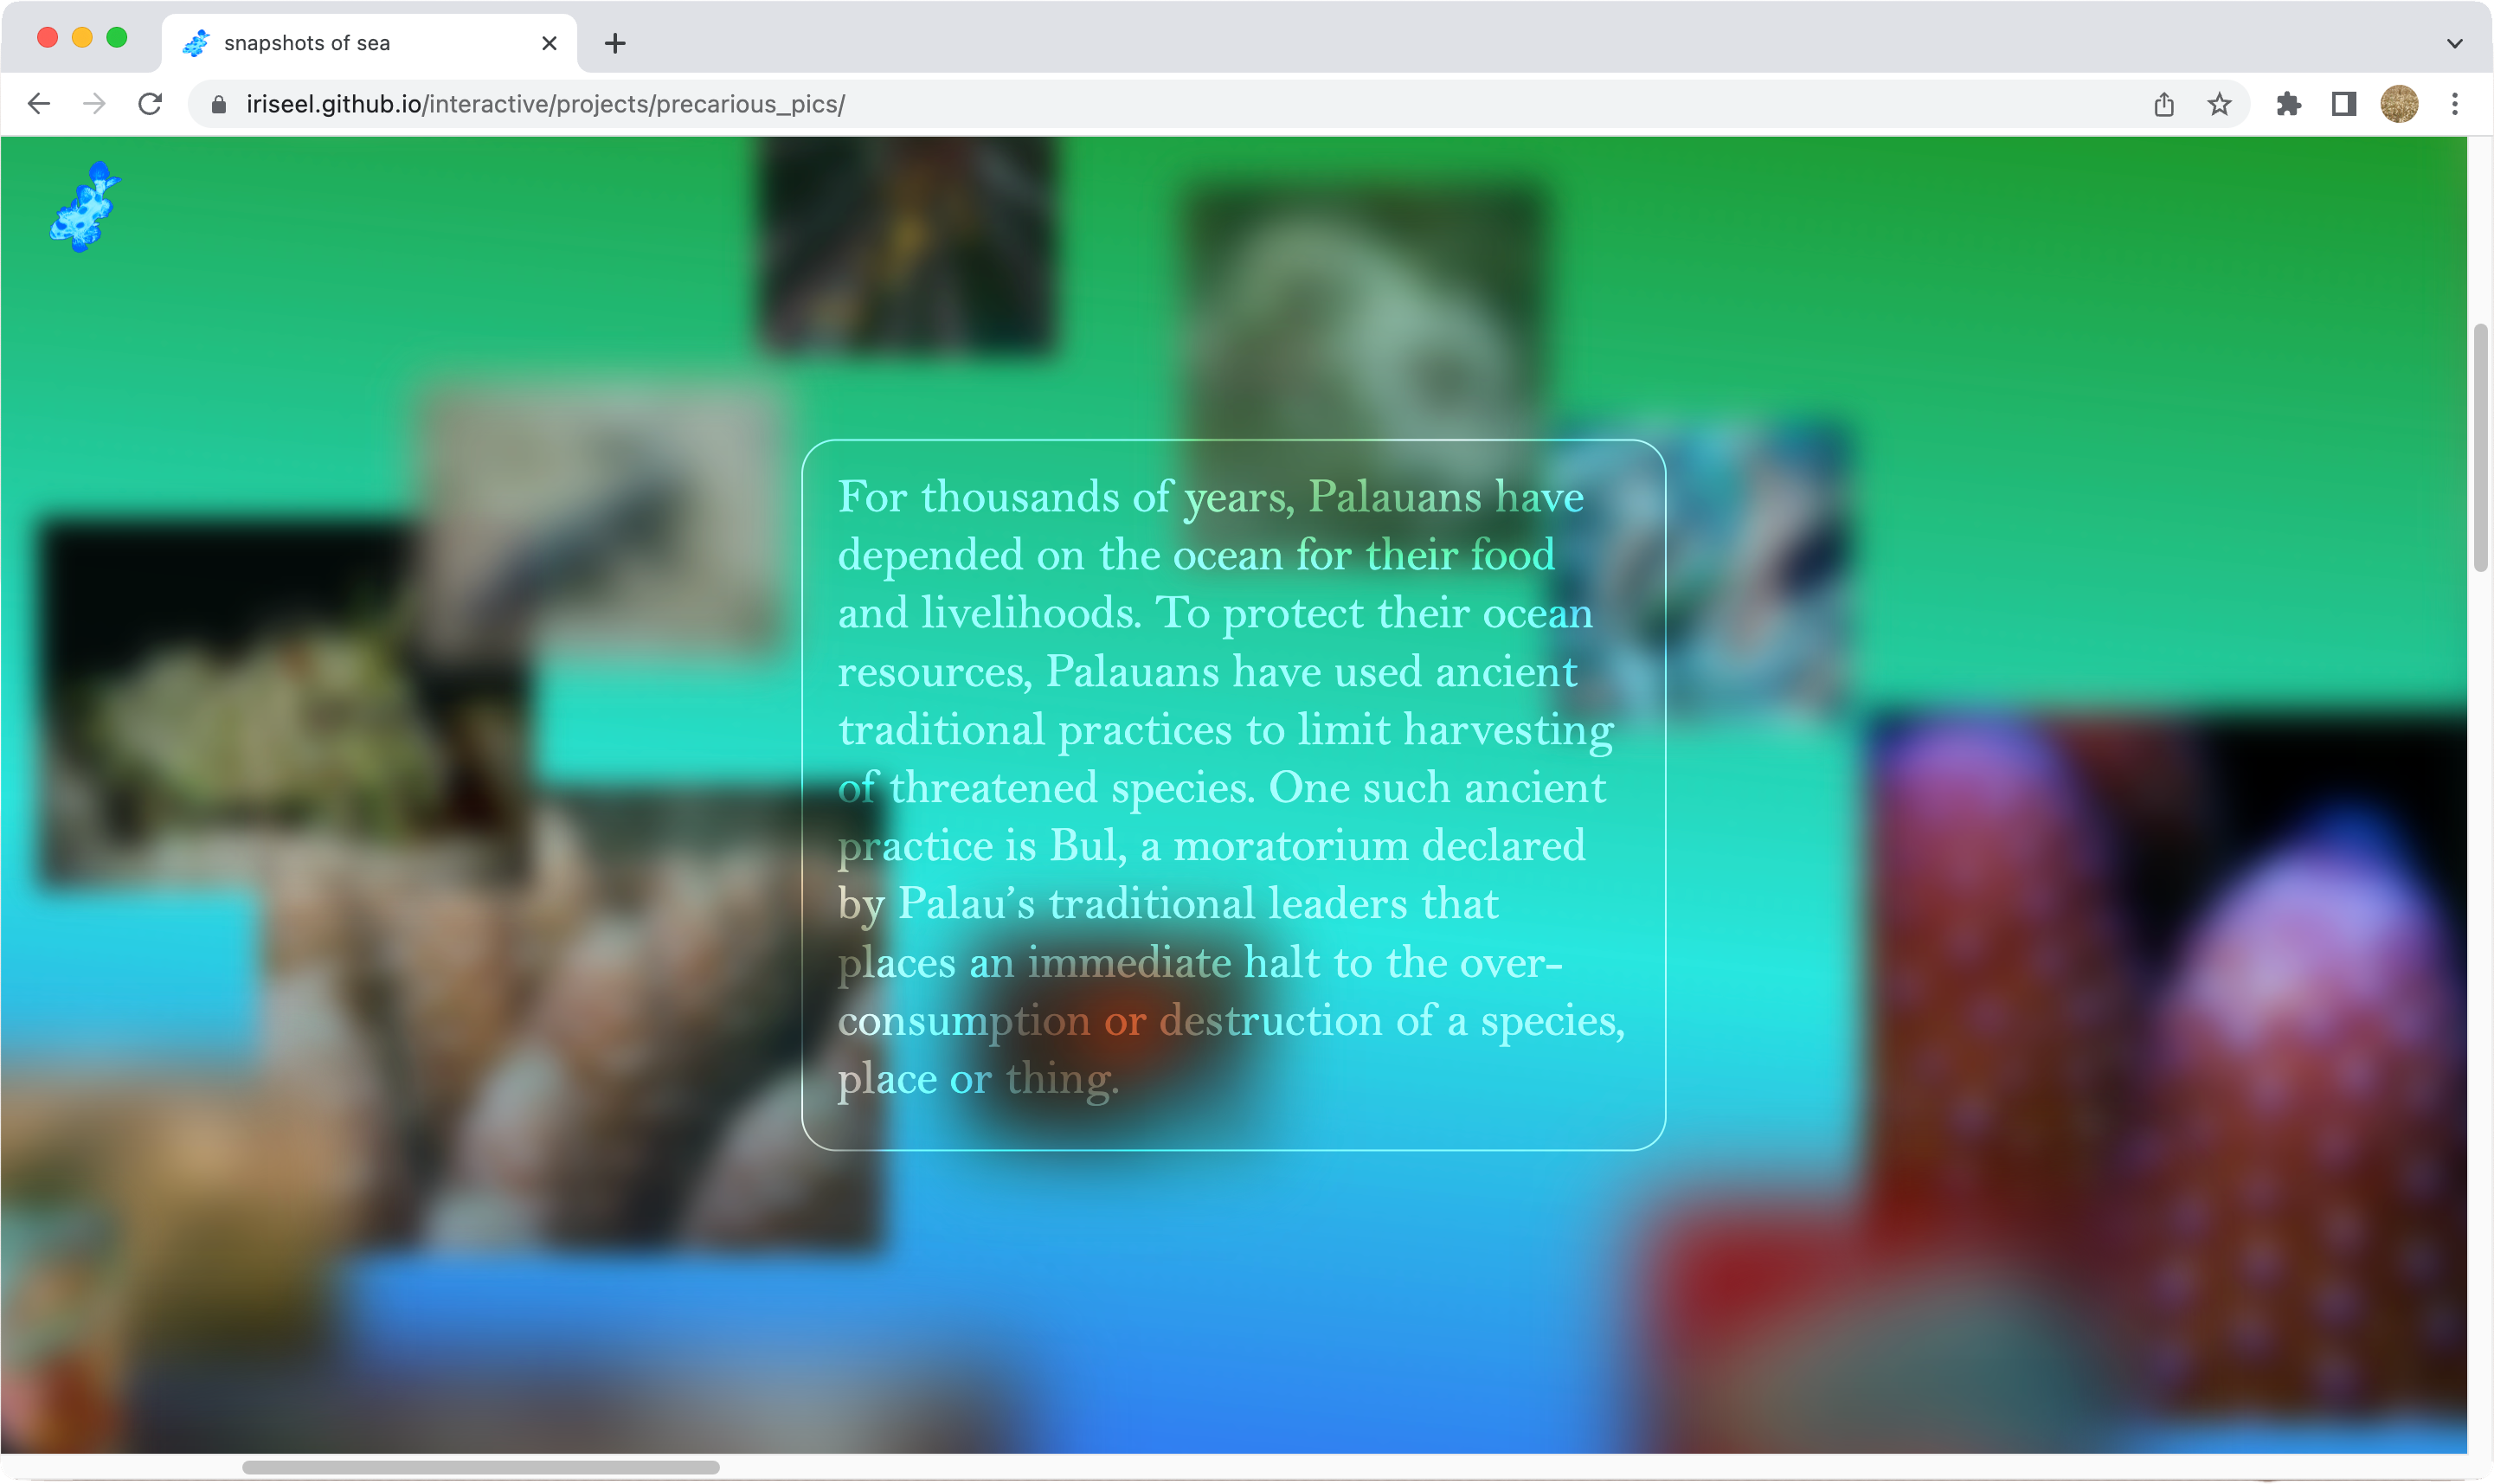 snapshots of sea
iriseel.github.io/interactive/projects/precarious_pics/
For thousands of years, Palauans have
depended on the ocean for their food
and livelihoods. To protect their ocean
resources, Palauans have used ancient
traditional practices to limit harvesting
of threatened species. One such ancient
practice is Bul, a moratorium declared
by Palau’s traditional leaders that
places an immediate halt to the over-
consumption or destruction of a species,
place or thing.